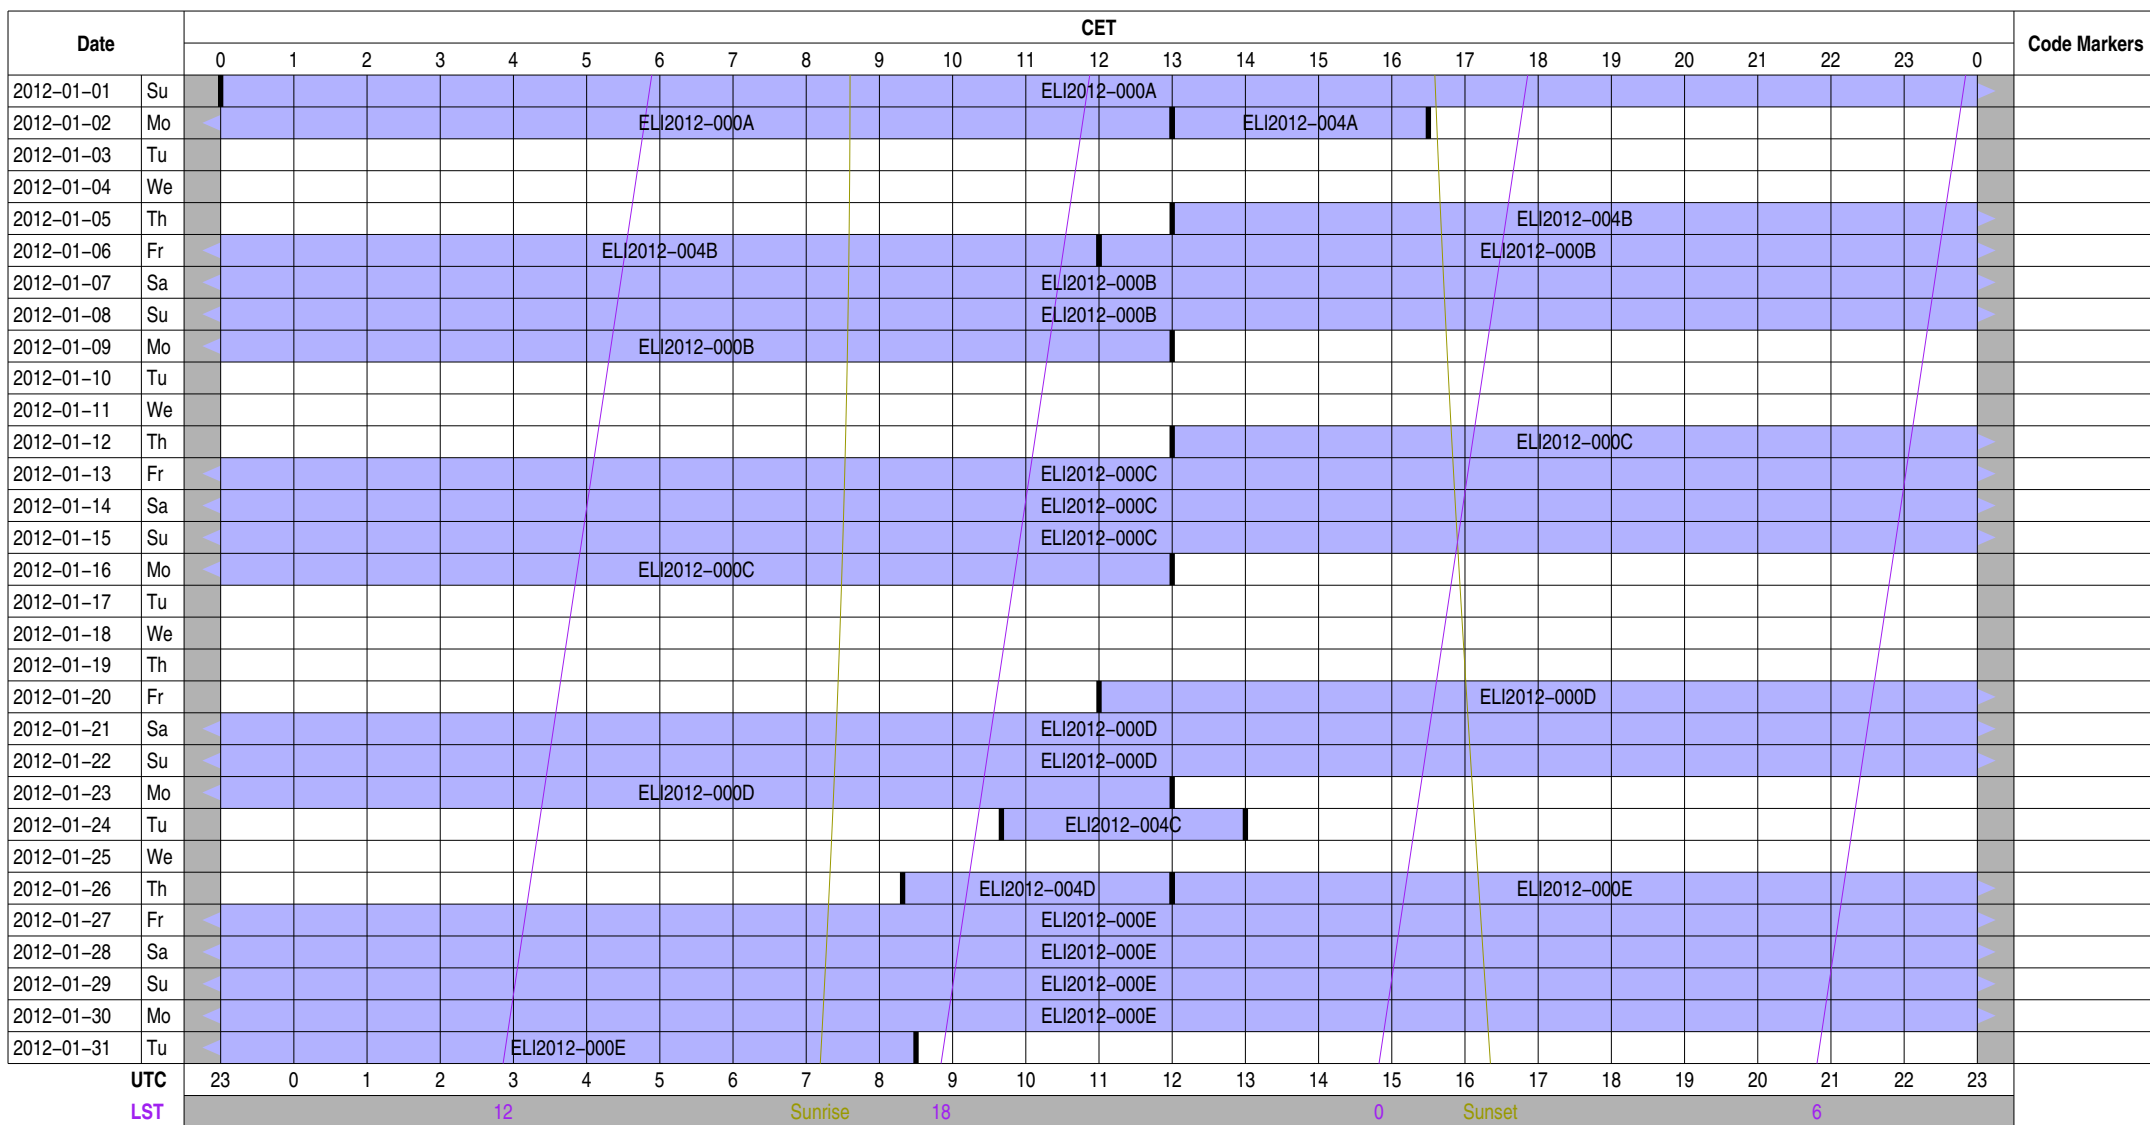 Date CET Code Markers
0 1 2 3 4 5 6 7 8 9 10 11 12 13 14 15 16 17 18 19 20 21 22 23 0
2012-01-01 Su ELI2012-000A
2012-01-02 Mo ELI2012-000A ELI2012-004A
2012-01-03 Tu
2012-01-04 We
2012-01-05 Th ELI2012-004B
2012-01-06 Fr ELI2012-004B ELI2012-000B
2012-01-07 Sa ELI2012-000B
2012-01-08 Su ELI2012-000B
2012-01-09 Mo ELI2012-000B
2012-01-10 Tu
2012-01-11 We
2012-01-12 Th ELI2012-000C
2012-01-13 Fr ELI2012-000C
2012-01-14 Sa ELI2012-000C
2012-01-15 Su ELI2012-000C
2012-01-16 Mo ELI2012-000C
2012-01-17 Tu
2012-01-18 We
2012-01-19 Th
2012-01-20 Fr ELI2012-000D
2012-01-21 Sa ELI2012-000D
2012-01-22 Su ELI2012-000D
2012-01-23 Mo ELI2012-000D
2012-01-24 Tu ELI2012-004C
2012-01-25 We
2012-01-26 Th ELI2012-004D ELI2012-000E
2012-01-27 Fr ELI2012-000E
2012-01-28 Sa ELI2012-000E
2012-01-29 Su ELI2012-000E
2012-01-30 Mo ELI2012-000E
2012-01-31 Tu ELI2012-000E
UTC 23 0 1 2 3 4 5 6 7 8 9 10 11 12 13 14 15 16 17 18 19 20 21 22 23
LST 12 Sunrise 18 0 Sunset 6